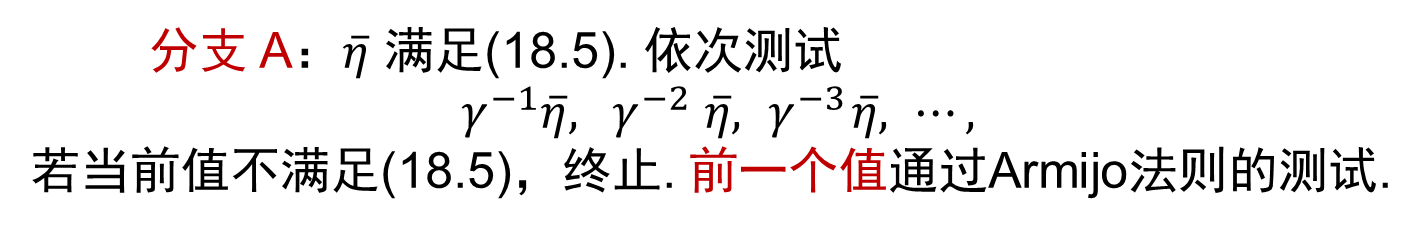 分支 A：η̄ 满足(18.5). 依次测试
γ⁻¹η̄, γ⁻² η̄, γ⁻³η̄, ⋯,
若当前值不满足(18.5)，终止. 前一个值通过Armijo法则的测试.